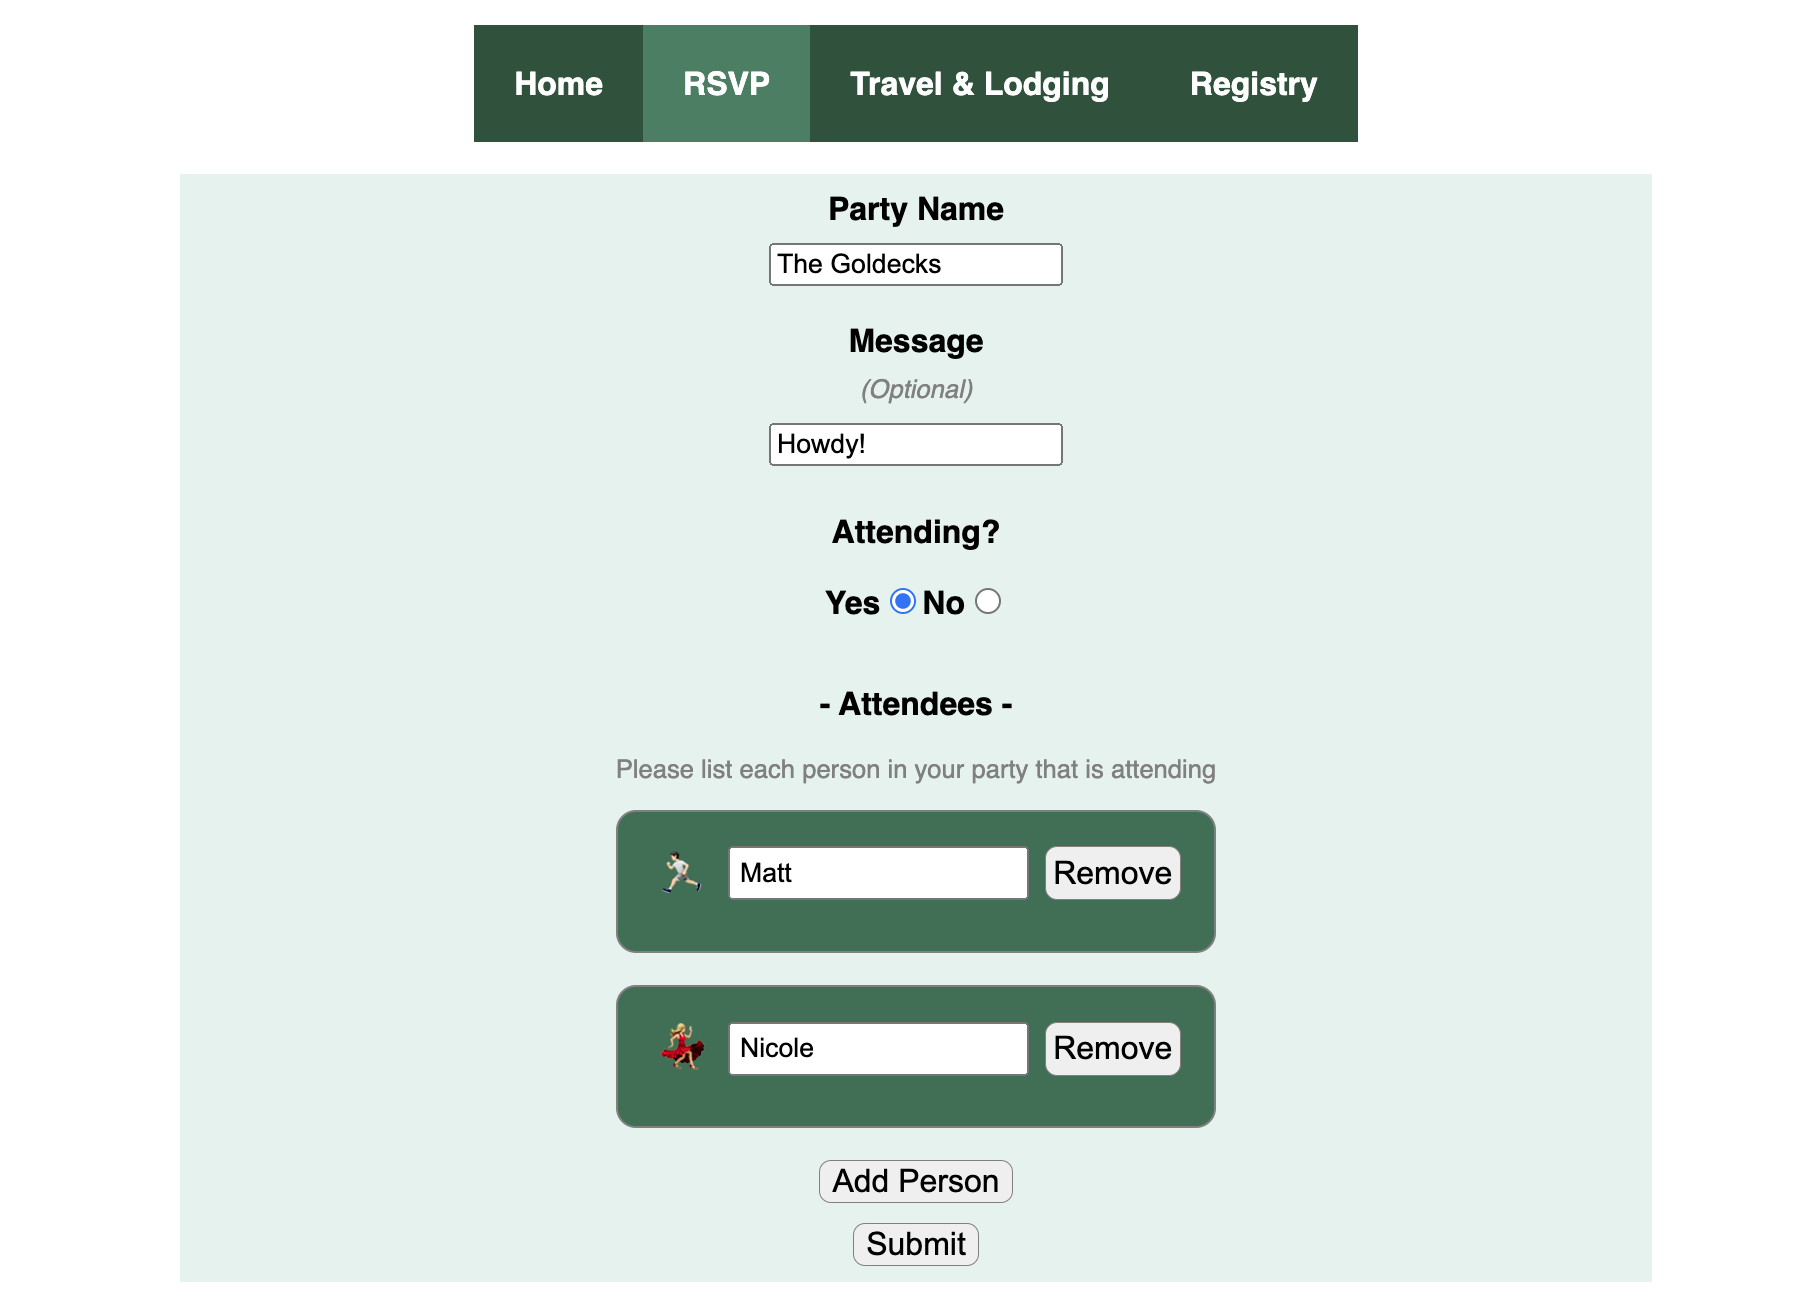 Home RSVP Travel & Lodging Registry
Party Name
The Goldecks
Message
(Optional)
Howdy!
Attending?
Yes No
- Attendees -
Please list each person in your party that is attending
Matt Remove
Nicole Remove
Add Person
Submit